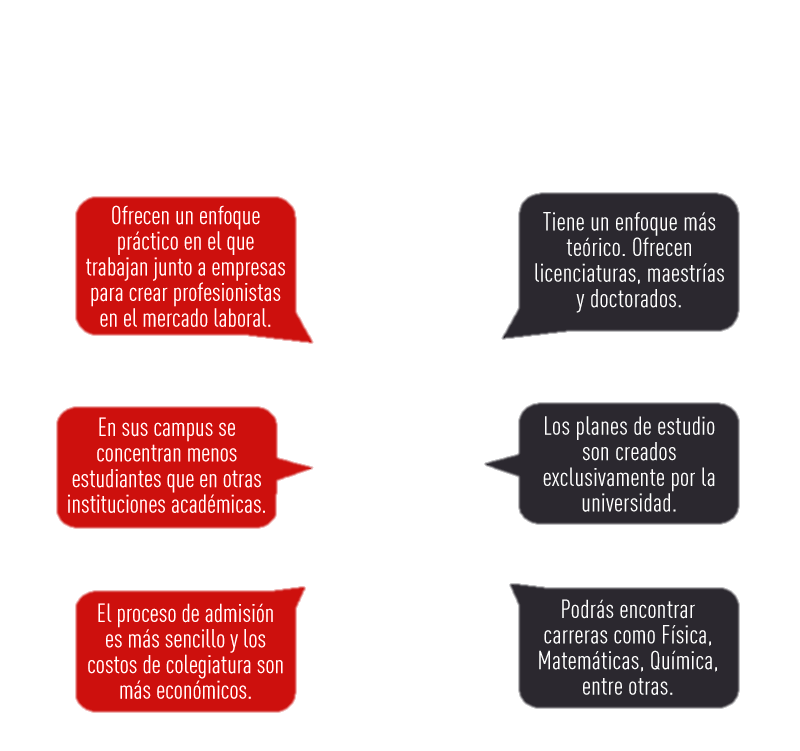 Ofrecen un enfoque
práctico en el que
trabajan junto a empresas
para crear profesionistas
en el mercado laboral.
Tiene un enfoque más
teórico. Ofrecen
licenciaturas, maestrías
y doctorados.
En sus campus se
concentran menos
estudiantes que en otras
instituciones académicas.
Los planes de estudio
son creados
exclusivamente por la
universidad.
El proceso de admisión
es más sencillo y los
costos de colegiatura son
más económicos.
Podrás encontrar
carreras como Física,
Matemáticas, Química,
entre otras.